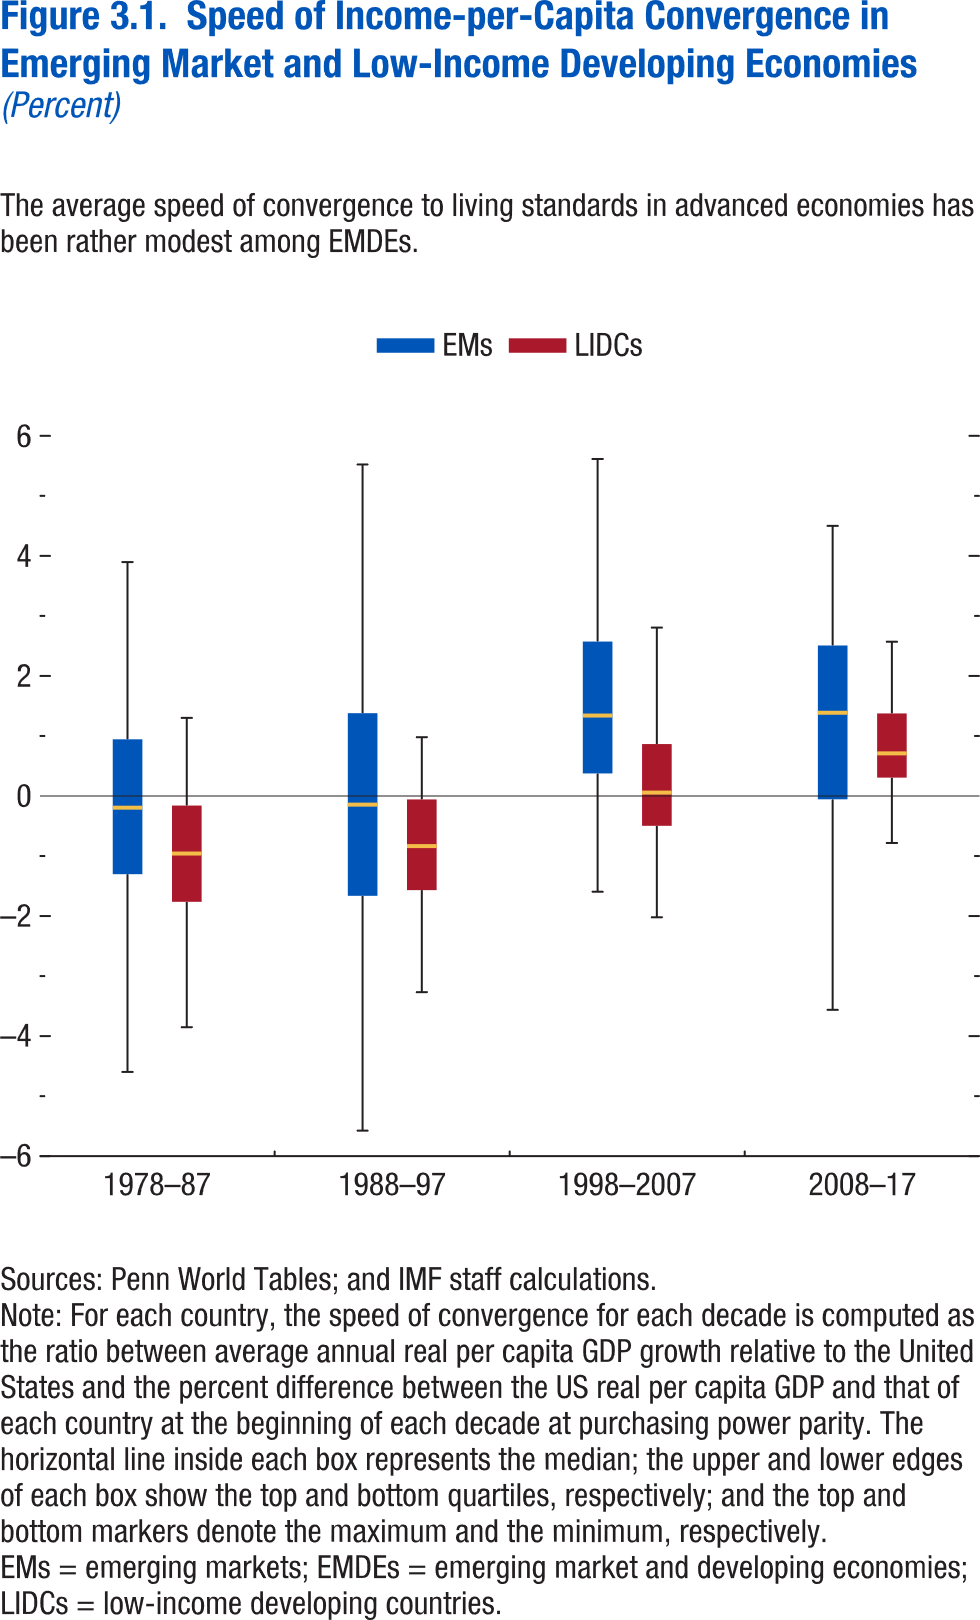 Figure 3.1.  Speed of Income-per-Capita Convergence in
Emerging Market and Low-Income Developing Economies
(Percent)
The average speed of convergence to living standards in advanced economies has
been rather modest among EMDEs.
EMs LIDCs
6
4
2
0
–2
–4
–6
1978–87 1988–97 1998–2007 2008–17
Sources: Penn World Tables; and IMF staff calculations.
Note: For each country, the speed of convergence for each decade is computed as
the ratio between average annual real per capita GDP growth relative to the United
States and the percent difference between the US real per capita GDP and that of
each country at the beginning of each decade at purchasing power parity. The
horizontal line inside each box represents the median; the upper and lower edges
of each box show the top and bottom quartiles, respectively; and the top and
bottom markers denote the maximum and the minimum, respectively.
EMs = emerging markets; EMDEs = emerging market and developing economies;
LIDCs = low-income developing countries.